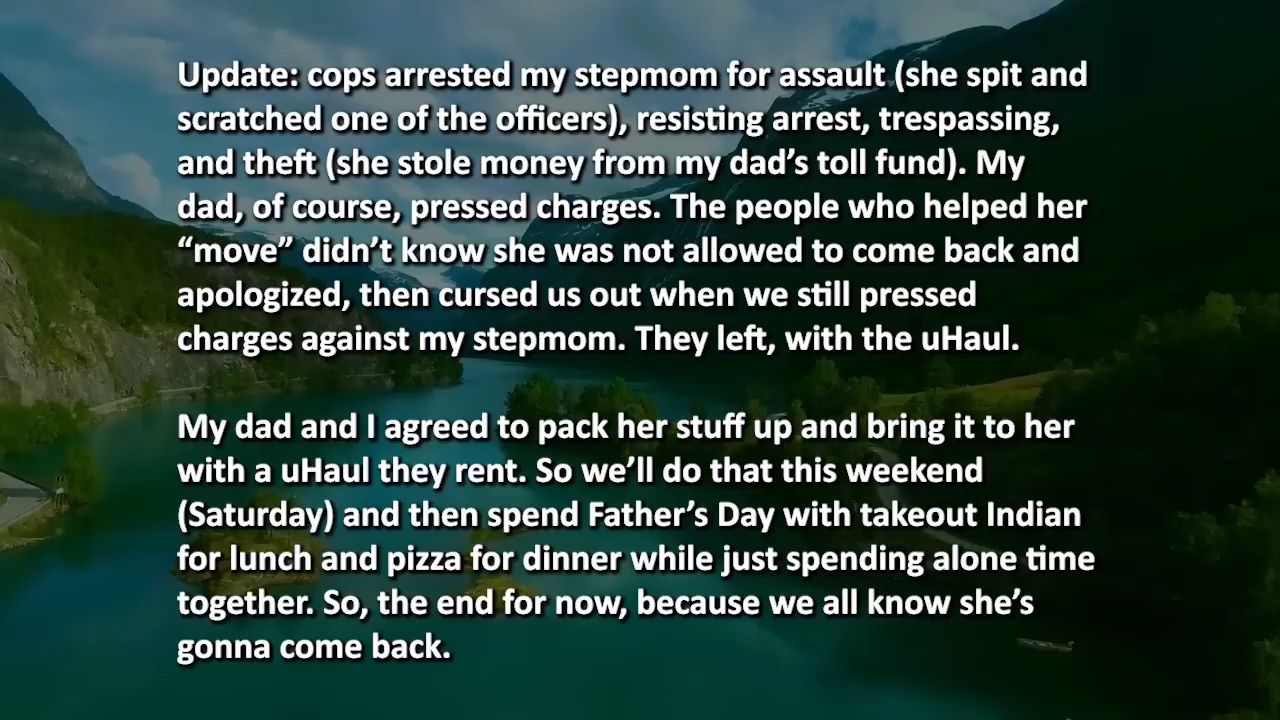 Update: cops arrested my stepmom for assault (she spit and
scratched one of the officers), resisting arrest, trespassing,
and theft (she stole money from my dad’s toll fund). My
dad, of course, pressed charges. The people who helped her
“move” didn’t know she was not allowed to come back and
apologized, then cursed us out when we still pressed
charges against my stepmom. They left, with the uHaul.
My dad and I agreed to pack her stuff up and bring it to her
with a uHaul they rent. So we’ll do that this weekend
(Saturday) and then spend Father’s Day with takeout Indian
for lunch and pizza for dinner while just spending alone time
together. So, the end for now, because we all know she’s
gonna come back.